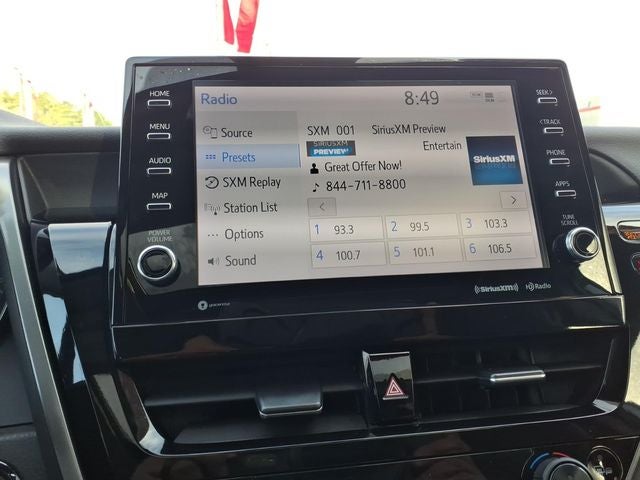 HOME
MENU
AUDIO
MAP
POWER
VOLUME
Radio
8:49
Source
Presets
SXM Replay
Station List
Options
Sound
SXM 001 SiriusXM Preview
SIRIUSXM
PREVIEW
Entertain
Great Offer Now!
844-711-8800
SiriusXM
1 93.3
2 99.5
3 103.3
4 100.7
5 101.1
6 106.5
SEEK >
< TRACK
PHONE
APPS
TUNE
SCROLL
gracenote
((SiriusXM))
HD Radio